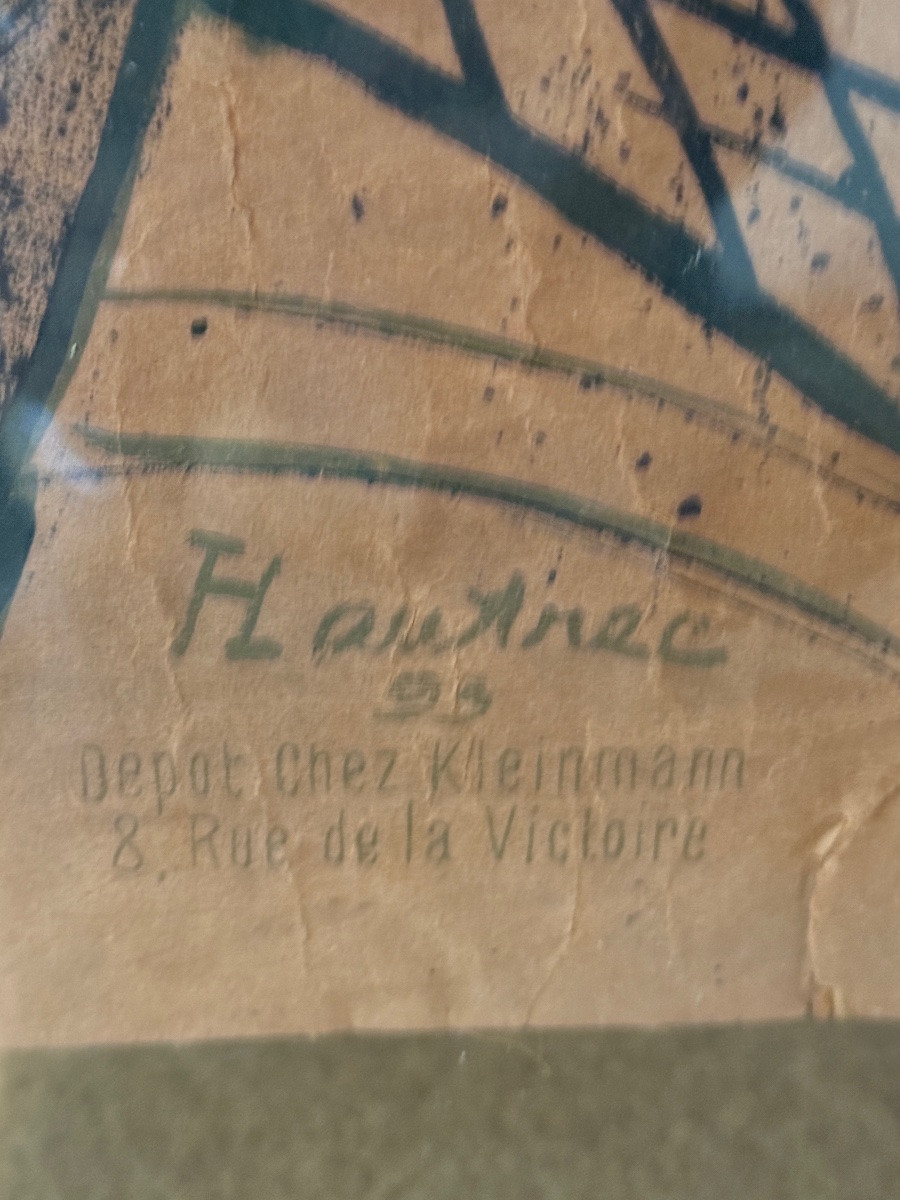 HLautrec
93
Depot Chez Kleinmann
8, Rue de la Victoire